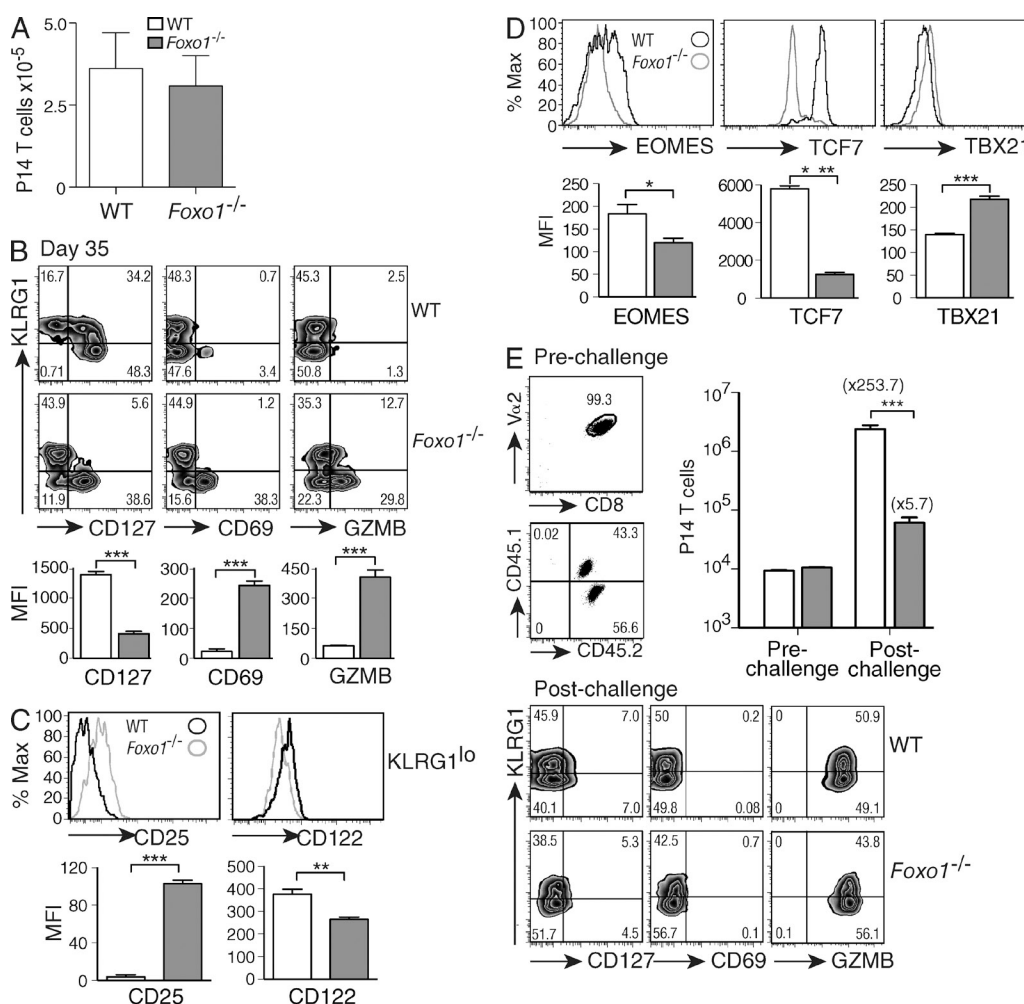 A
WT
Foxo1-/-
P14 T cells x10-5
5.0
2.5
0
WT
Foxo1-/-
B Day 35
KLRG1
16.7 34.2
0.71 48.3
48.3 0.7
47.6 3.4
45.3 2.5
50.8 1.3
WT
43.9 5.6
11.9 38.6
44.9 1.2
15.6 38.3
35.3 12.7
22.3 29.8
Foxo1-/-
CD127 CD69 GZMB
MFI
1500
1000
500
0
***
CD127
300
200
100
0
***
CD69
450
300
150
0
***
GZMB
C
% Max
100
80
60
40
20
0
WT
Foxo1-/-
CD25
CD122
KLRG1lo
MFI
120
80
40
0
***
CD25
500
400
300
200
100
0
**
CD122
D
% Max
100
80
60
40
20
0
WT
Foxo1-/-
EOMES
TCF7
TBX21
MFI
250
200
150
100
50
0
*
EOMES
6000
4000
2000
0
* **
TCF7
250
200
150
100
50
0
***
TBX21
E Pre-challenge
Vα2
99.3
CD8
CD45.1
0.02 43.3
0 56.6
CD45.2
P14 T cells
107
106
105
104
103
(x253.7)
***
(x5.7)
Pre-
challenge
Post-
challenge
Post-challenge
KLRG1
45.9 7.0
40.1 7.0
50 0.2
49.8 0.08
0 50.9
0 49.1
WT
38.5 5.3
51.7 4.5
42.5 0.7
56.7 0.1
0 43.8
0.1 56.1
Foxo1-/-
CD127 CD69 GZMB